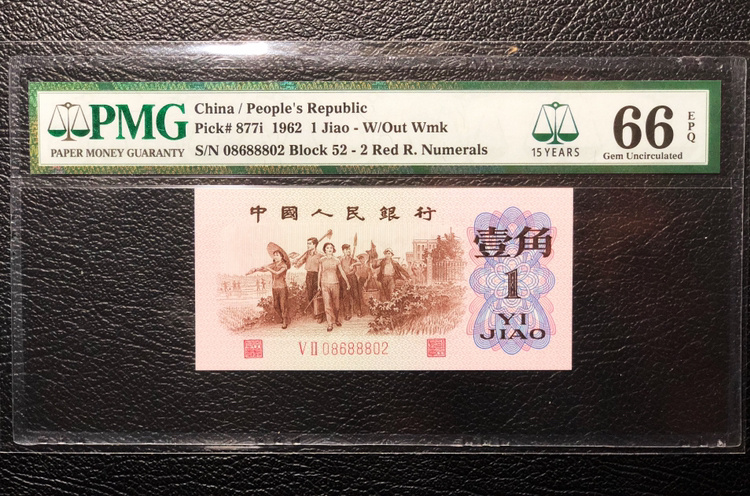 PMG
PAPER MONEY GUARANTY
China / People's Republic
Pick# 877i 1962 1 Jiao - W/Out Wmk
S/N 08688802 Block 52 - 2 Red R. Numerals
15 YEARS
66 EPQ
Gem Uncirculated
中國人民銀行
壹角
1
YI
JIAO
V II 08688802